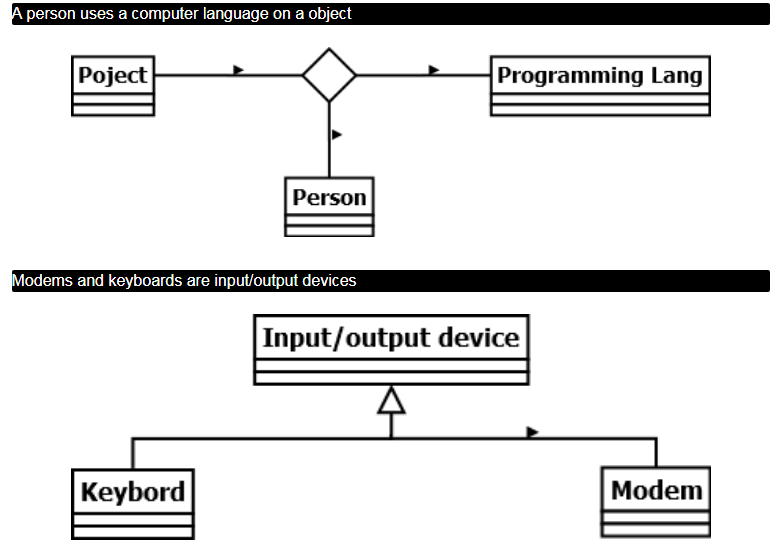 A person uses a computer language on a object
Poject
Programming Lang
Person
Modems and keyboards are input/output devices
Input/output device
Keybord
Modem